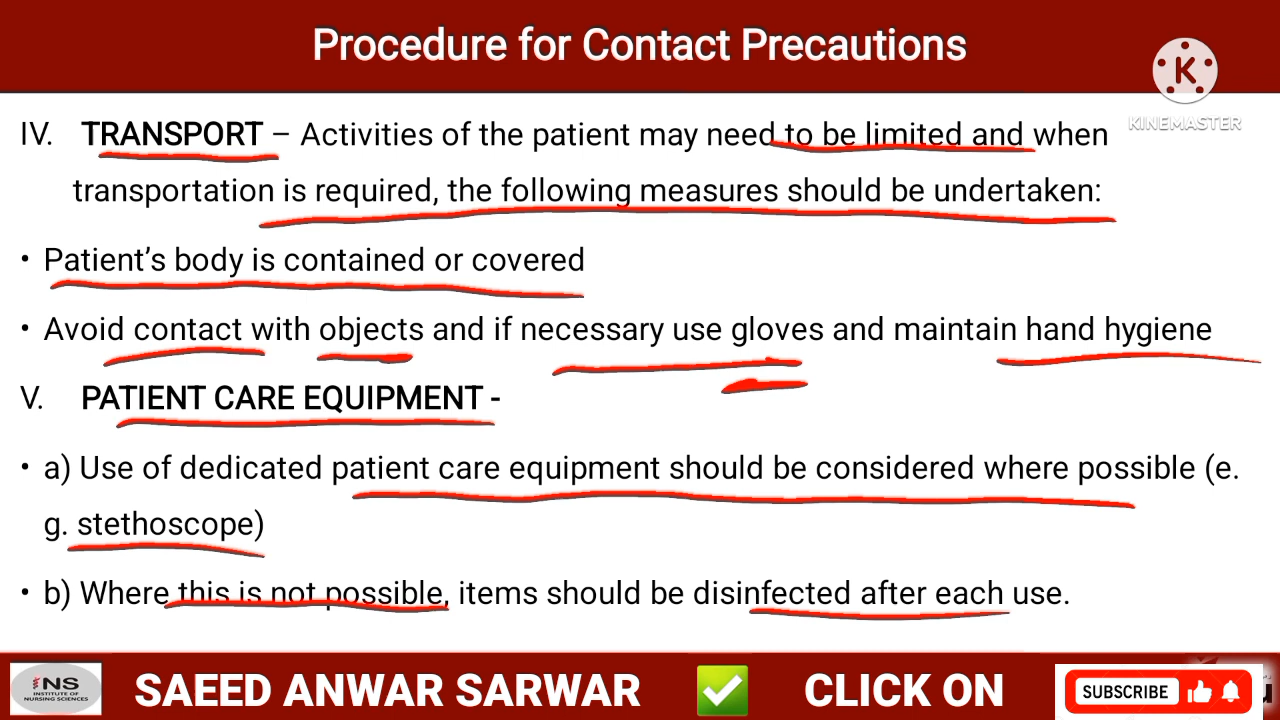 Procedure for Contact Precautions
KINEMASTER
IV. TRANSPORT – Activities of the patient may need to be limited and when
transportation is required, the following measures should be undertaken:
• Patient’s body is contained or covered
• Avoid contact with objects and if necessary use gloves and maintain hand hygiene
V. PATIENT CARE EQUIPMENT -
• a) Use of dedicated patient care equipment should be considered where possible (e.
g. stethoscope)
• b) Where this is not possible, items should be disinfected after each use.
INS
INSTITUTE OF
NURSING SCIENCES
SAEED ANWAR SARWAR ✅ CLICK ON
SUBSCRIBE